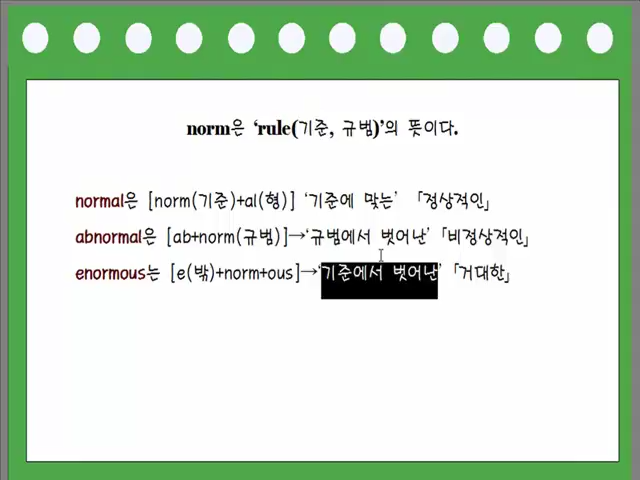 norm은 ‘rule(기준, 규범)’의 뜻이다.
normal은 [norm(기준)+al(형)] ‘기준에 맞는’ 「정상적인」
abnormal은 [ab+norm(규범)]→‘규범에서 벗어난’ 「비정상적인」
enormous는 [e(밖)+norm+ous]→‘기준에서 벗어난’ 「거대한」